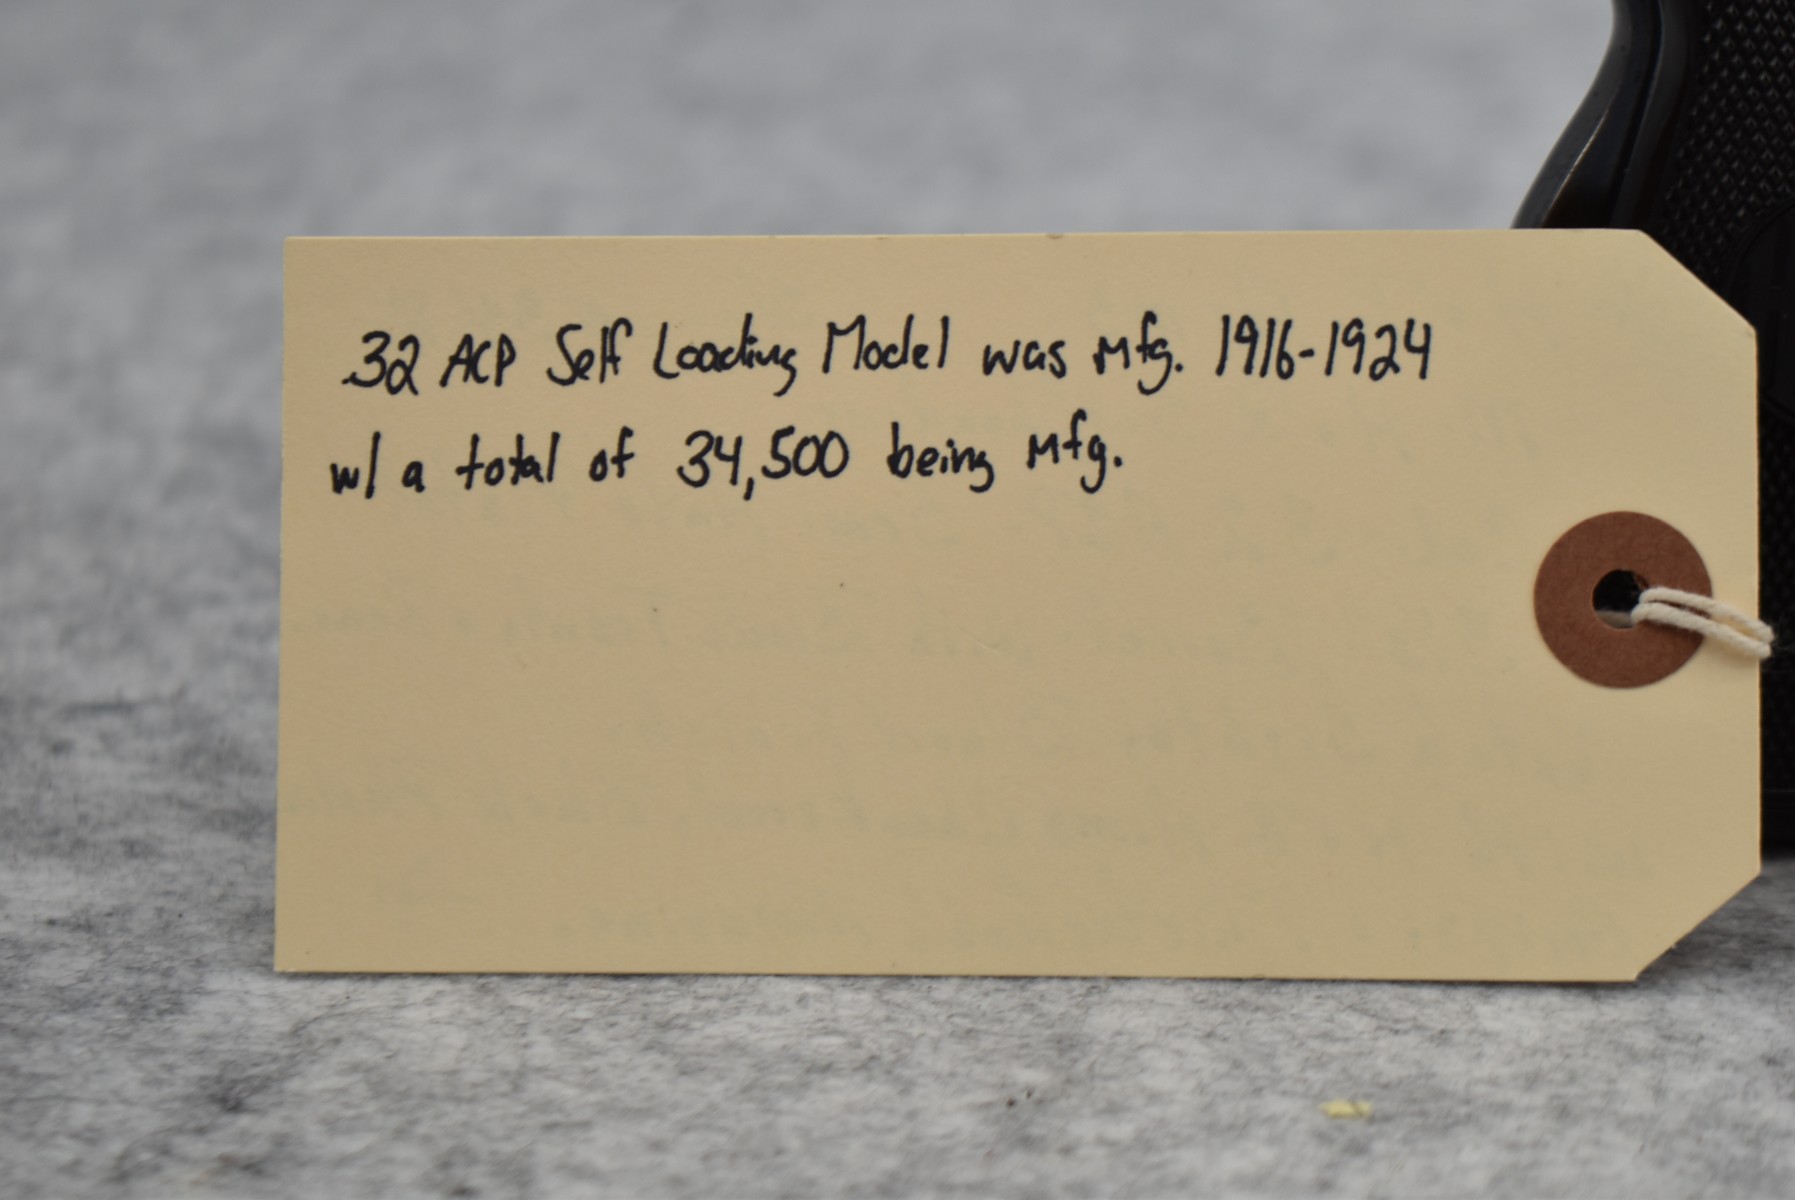 .32 ACP Self Loading Model was Mfg. 1916-1924
w/ a total of 34,500 being Mfg.